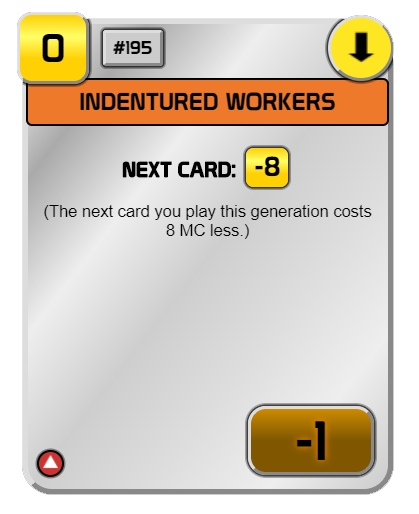 0
#195
INDENTURED WORKERS
NEXT CARD: -8
(The next card you play this generation costs
8 MC less.)
-1